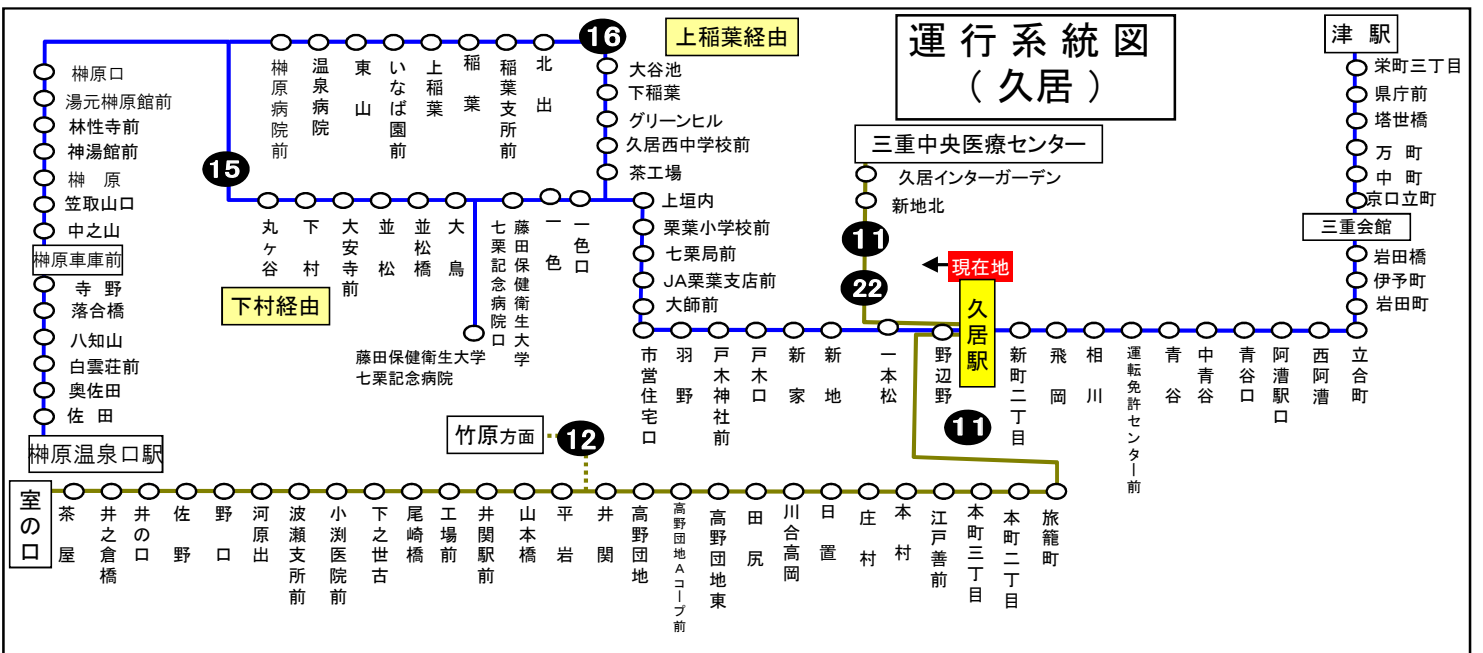 運行系統図
（久居）
津駅
栄町三丁目
県庁前
塔世橋
万町
中町
京口立町
三重会館
岩田橋
伊予町
岩田町
立合町
西阿漕
阿漕駅口
青谷口
中青谷
青谷
運転免許センター前
相川
飛岡
新町二丁目
現在地
久居駅
野辺野
一本松
新地
新家
戸木口
戸木神社前
羽野
市営住宅口
大師前
JA栗葉支店前
七栗局前
栗葉小学校前
上垣内
三重中央医療センター
久居インターガーデン
新地北
11
22
11
上稲葉経由
16
大谷池
下稲葉
グリーンヒル
久居西中学校前
茶工場
北出
稲葉支所前
稲葉
上稲葉
いなば園前
東山
温泉病院
榊原病院前
15
下村経由
一色口
一色
藤田保健衛生大学
七栗記念病院口
大鳥
並松橋
並松
大安寺前
下村
丸ヶ谷
藤田保健衛生大学
七栗記念病院
榊原口
湯元榊原館前
林性寺前
神湯館前
榊原
笠取山口
中之山
榊原車庫前
寺野
落合橋
八知山
白雲荘前
奥佐田
佐田
榊原温泉口駅
竹原方面
12
室の口
茶屋
井之倉橋
井の口
佐野
野口
河原出
波瀬支所前
小渕医院前
下之世古
尾崎橋
工場前
井関駅前
山本橋
平岩
井関
高野団地
高野団地Aコープ前
高野団地東
田尻
川合高岡
日置
庄村
本村
江戸善前
本町三丁目
本町二丁目
旅籠町